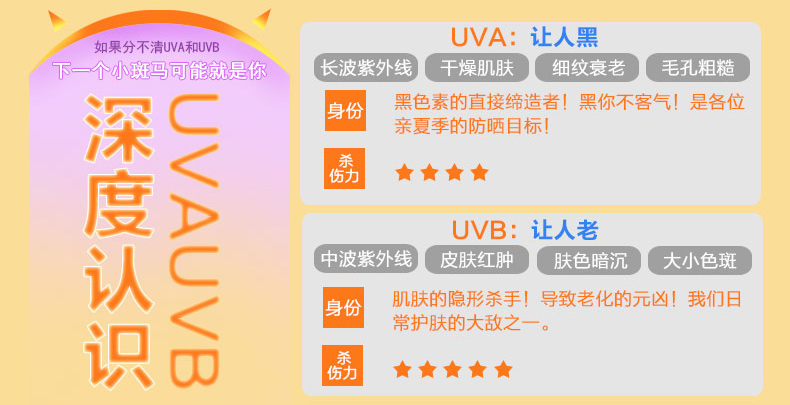 如果分不清UVA和UVB
下一个小斑马可能就是你
深度认识
UVAUVB
UVA：让人黑
长波紫外线 干燥肌肤 细纹衰老 毛孔粗糙
身份
黑色素的直接缔造者！黑你不客气！是各位
亲夏季的防晒目标！
杀
伤力
UVB：让人老
中波紫外线 皮肤红肿 肤色暗沉 大小色斑
身份
肌肤的隐形杀手！导致老化的元凶！我们日
常护肤的大敌之一。
杀
伤力